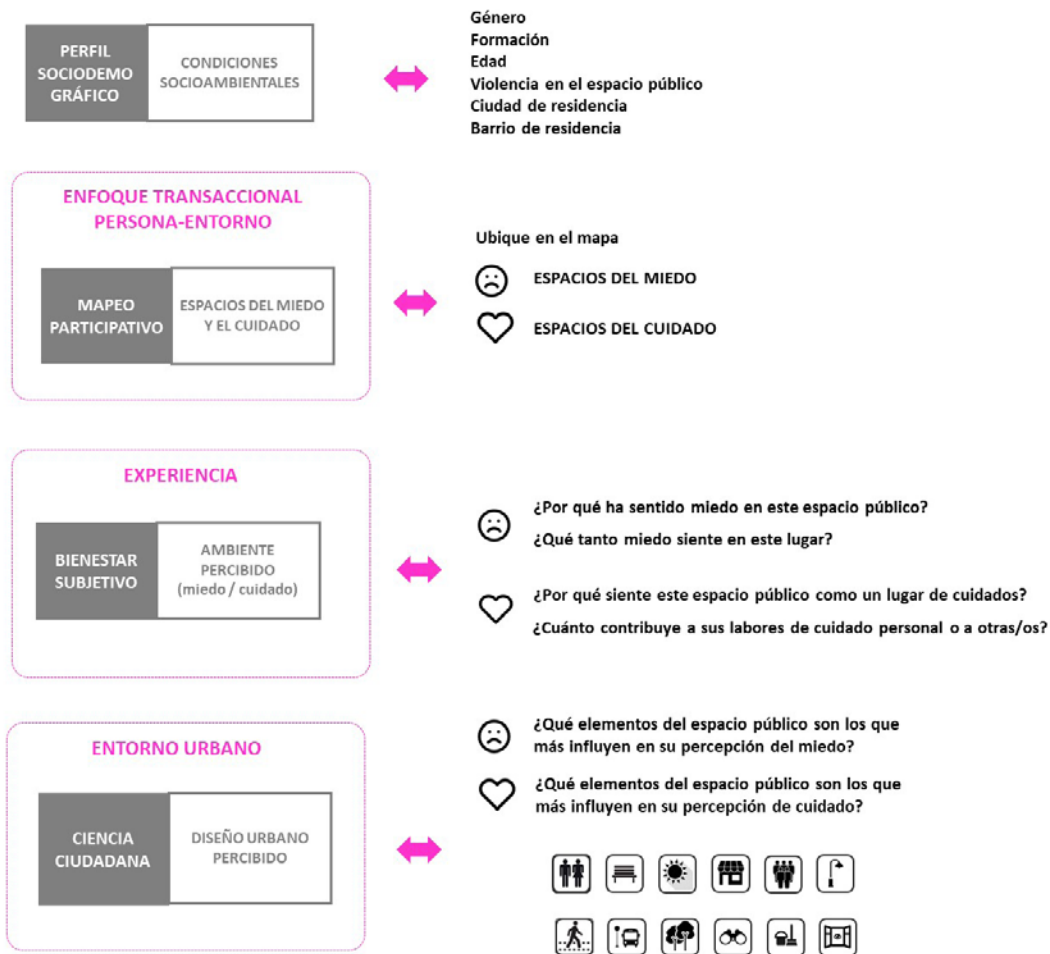 PERFIL
SOCIODEMO
GRÁFICO
CONDICIONES
SOCIOAMBIENTALES
Género
Formación
Edad
Violencia en el espacio público
Ciudad de residencia
Barrio de residencia
ENFOQUE TRANSACCIONAL
PERSONA-ENTORNO
MAPEO
PARTICIPATIVO
ESPACIOS DEL MIEDO
Y EL CUIDADO
Ubique en el mapa
ESPACIOS DEL MIEDO
ESPACIOS DEL CUIDADO
EXPERIENCIA
BIENESTAR
SUBJETIVO
AMBIENTE
PERCIBIDO
(miedo / cuidado)
¿Por qué ha sentido miedo en este espacio público?
¿Qué tanto miedo siente en este lugar?
¿Por qué siente este espacio público como un lugar de cuidados?
¿Cuánto contribuye a sus labores de cuidado personal o a otras/os?
ENTORNO URBANO
CIENCIA
CIUDADANA
DISEÑO URBANO
PERCIBIDO
¿Qué elementos del espacio público son los que
más influyen en su percepción del miedo?
¿Qué elementos del espacio público son los que
más influyen en su percepción de cuidado?